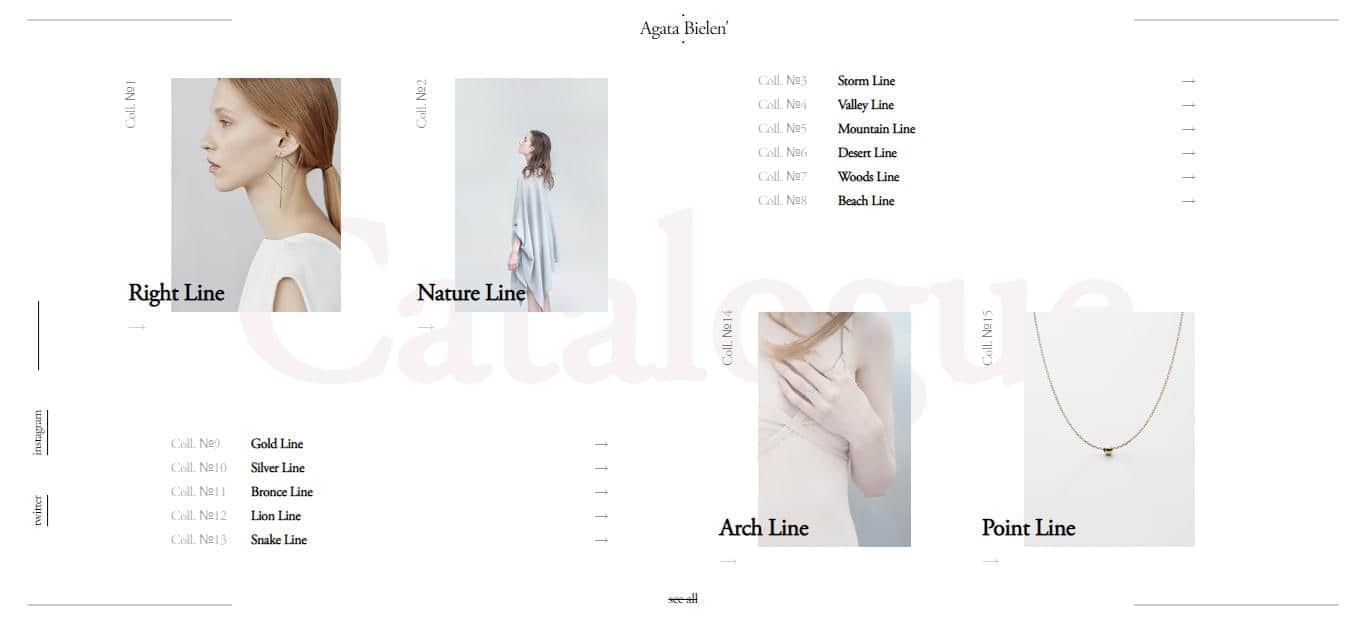 Agata Bielen'
Coll. №1
Right Line
→
Coll. №2
Nature Line
→
Coll. №3 Storm Line →
Coll. №4 Valley Line →
Coll. №5 Mountain Line →
Coll. №6 Desert Line →
Coll. №7 Woods Line →
Coll. №8 Beach Line →
Catalogue
instagram
twitter
Coll. №9 Gold Line →
Coll. №10 Silver Line →
Coll. №11 Bronce Line →
Coll. №12 Lion Line →
Coll. №13 Snake Line →
Coll. №14
Arch Line
→
Coll. №15
Point Line
→
see all